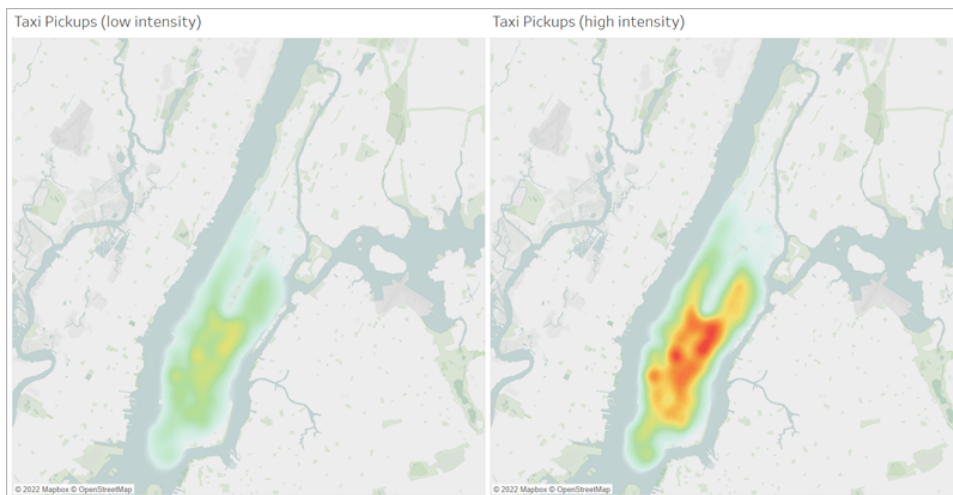 Taxi Pickups (low intensity)
Taxi Pickups (high intensity)
© 2022 Mapbox © OpenStreetMap
© 2022 Mapbox © OpenStreetMap